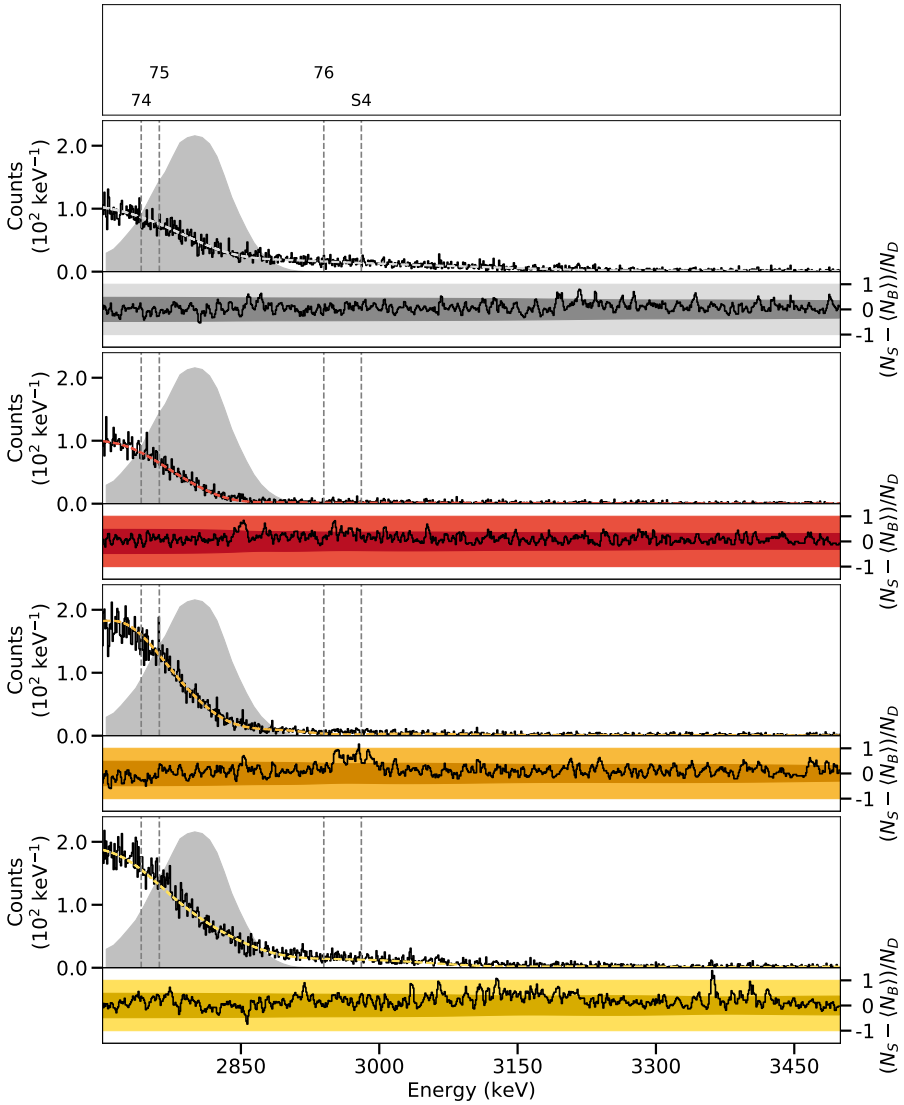 75 76
74 S4
Counts
(10² keV⁻¹)
2.0
1.0
0.0
1
0
-1
(N_S − ⟨N_B⟩)/N_D
Counts
(10² keV⁻¹)
2.0
1.0
0.0
1
0
-1
(N_S − ⟨N_B⟩)/N_D
Counts
(10² keV⁻¹)
2.0
1.0
0.0
1
0
-1
(N_S − ⟨N_B⟩)/N_D
Counts
(10² keV⁻¹)
2.0
1.0
0.0
1
0
-1
(N_S − ⟨N_B⟩)/N_D
2850 3000 3150 3300 3450
Energy (keV)